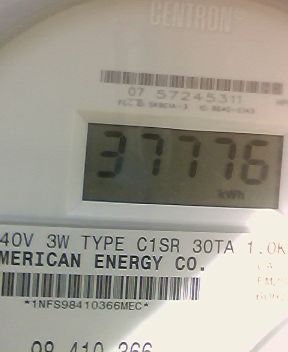 CENTRON®
07 57245311
37776
kWh
40V 3W TYPE C1SR 30TA 1.0K
MERICAN ENERGY CO.
*1NFS98410366MEC*
98 410 366